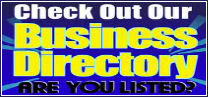 Check Out Our
Business
Directory
ARE YOU LISTED?